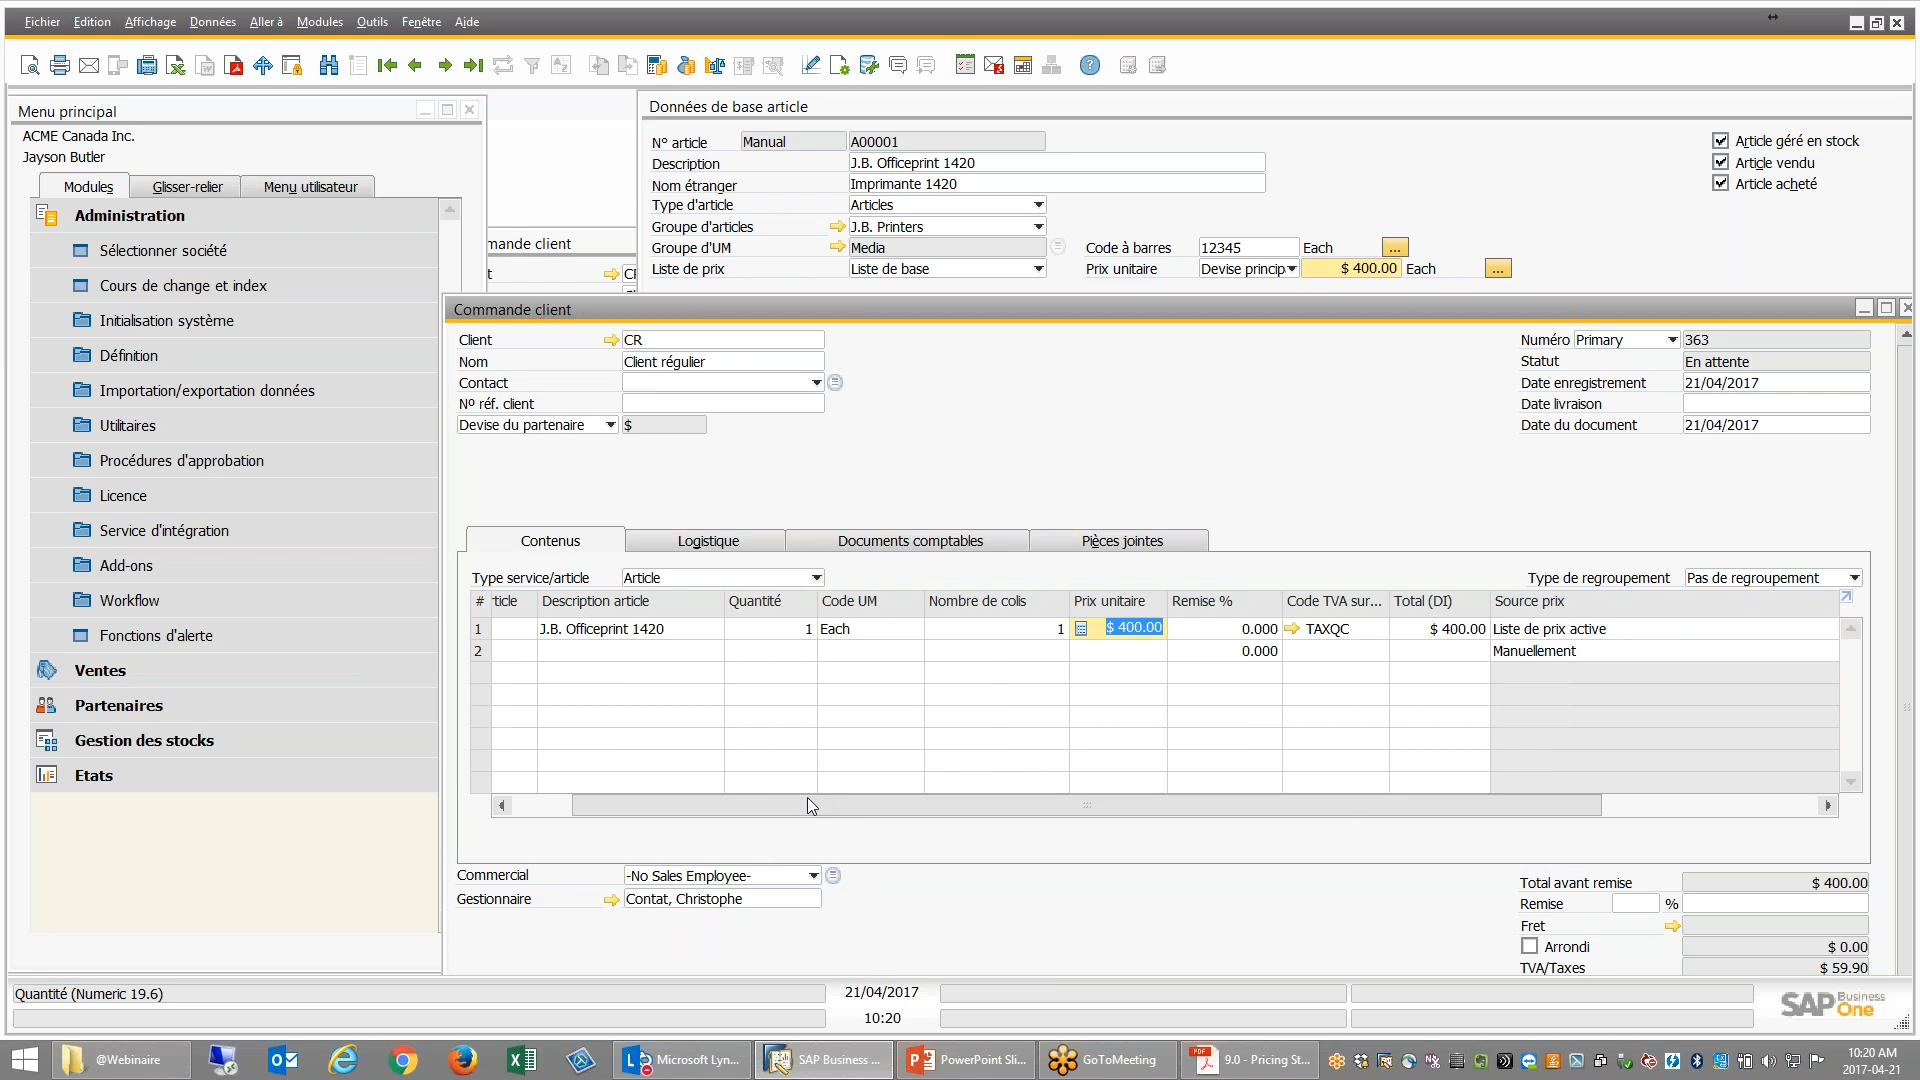 Fichier Edition Affichage Données Aller à Modules Outils Fenêtre Aide
Menu principal
ACME Canada Inc.
Jayson Butler
Modules Glisser-relier Menu utilisateur
Administration
Sélectionner société
Cours de change et index
Initialisation système
Définition
Importation/exportation données
Utilitaires
Procédures d'approbation
Licence
Service d'intégration
Add-ons
Workflow
Fonctions d'alerte
Ventes
Partenaires
Gestion des stocks
Etats
mande client
t
Données de base article
N° article Manual A00001
Description J.B. Officeprint 1420
Nom étranger Imprimante 1420
Type d'article Articles
Groupe d'articles J.B. Printers
Groupe d'UM Media Code à barres 12345 Each ...
Liste de prix Liste de base Prix unitaire Devise princip $ 400.00 Each ...
Article géré en stock
Article vendu
Article acheté
Commande client
Client CR
Nom Client régulier
Contact
N° réf. client
Devise du partenaire $
Numéro Primary 363
Statut En attente
Date enregistrement 21/04/2017
Date livraison
Date du document 21/04/2017
Contenus Logistique Documents comptables Pièces jointes
Type service/article Article Type de regroupement Pas de regroupement
# rticle Description article Quantité Code UM Nombre de colis Prix unitaire Remise % Code TVA sur... Total (DI) Source prix
1 J.B. Officeprint 1420 1 Each 1 $ 400.00 0.000 TAXQC $ 400.00 Liste de prix active
2 0.000 Manuellement
Commercial -No Sales Employee-
Gestionnaire Contat, Christophe
Total avant remise $ 400.00
Remise %
Fret
Arrondi $ 0.00
TVA/Taxes $ 59.90
Quantité (Numeric 19.6) 21/04/2017
10:20
SAP Business One
@Webinaire Microsoft Lyn... SAP Business ... PowerPoint Sli... GoToMeeting 9.0 - Pricing St... 10:20 AM
2017-04-21